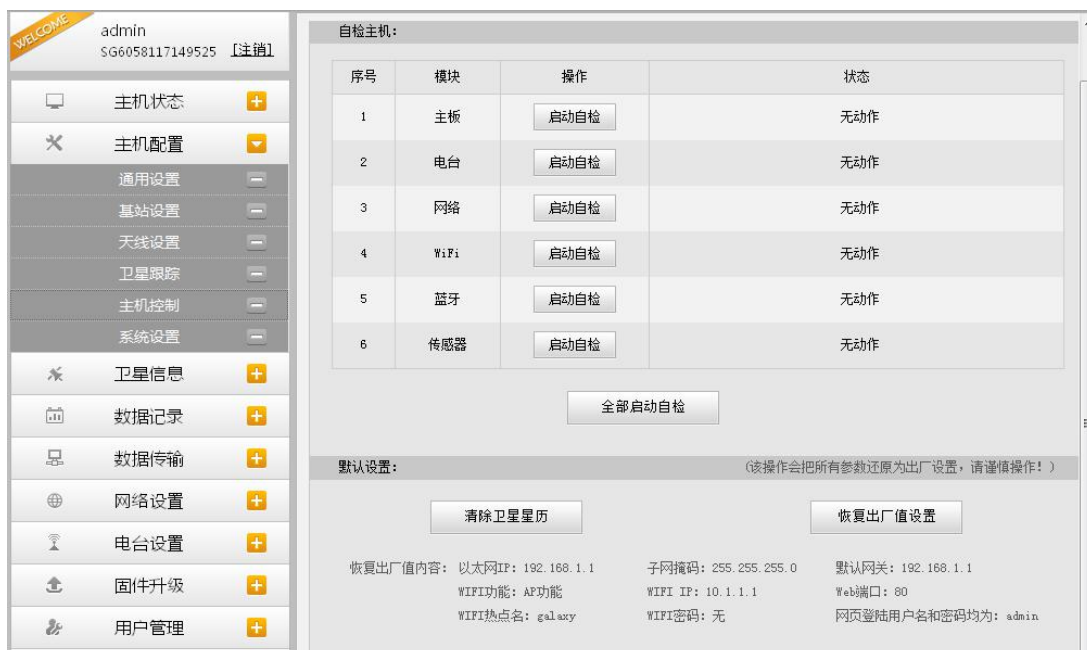 WELCOME
admin
SG6058117149525 [注销]
主机状态
主机配置
通用设置
基站设置
天线设置
卫星跟踪
主机控制
系统设置
卫星信息
数据记录
数据传输
网络设置
电台设置
固件升级
用户管理
自检主机:
序号 模块 操作 状态
1 主板 启动自检 无动作
2 电台 启动自检 无动作
3 网络 启动自检 无动作
4 WiFi 启动自检 无动作
5 蓝牙 启动自检 无动作
6 传感器 启动自检 无动作
全部启动自检
默认设置: (该操作会把所有参数还原为出厂设置，请谨慎操作！)
清除卫星星历 恢复出厂值设置
恢复出厂值内容: 以太网IP: 192.168.1.1 子网掩码: 255.255.255.0 默认网关: 192.168.1.1
WIFI功能: AP功能 WIFI IP: 10.1.1.1 Web端口: 80
WIFI热点名: galaxy WIFI密码: 无 网页登陆用户名和密码均为: admin